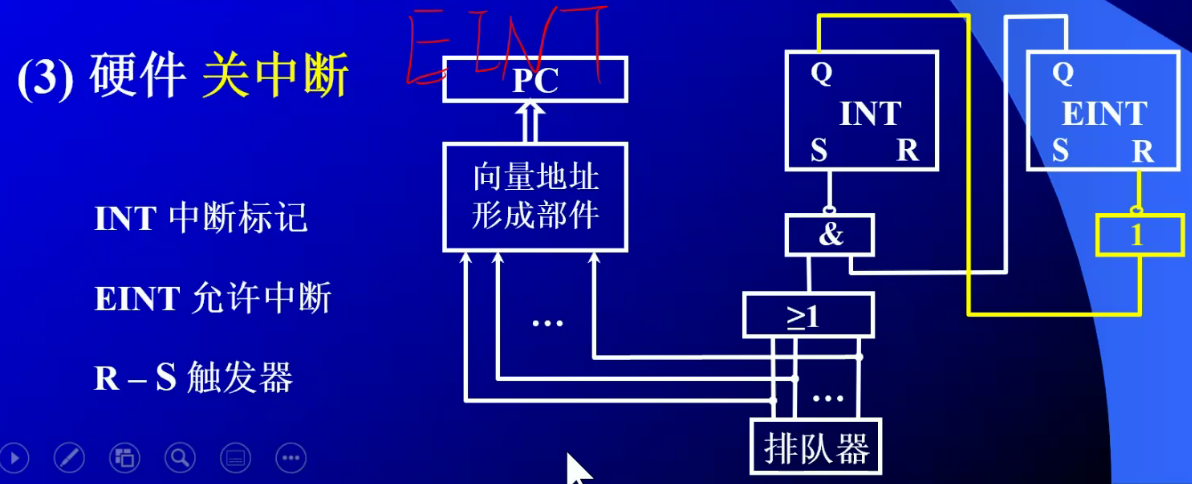 EINT
(3) 硬件 关中断
PC
向量地址
形成部件
INT 中断标记
EINT 允许中断
R – S 触发器
…
Q
INT
S R
&
≥1
…
排队器
Q
EINT
S R
1